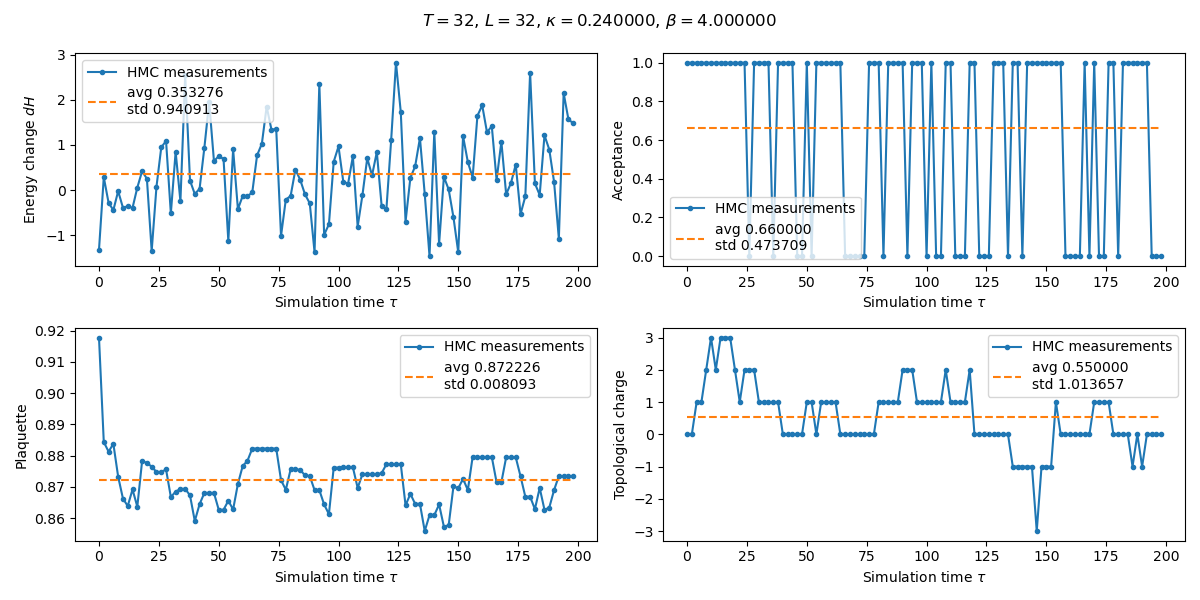 T = 32, L = 32, κ = 0.240000, β = 4.000000
Energy change dH
3
2
1
0
−1
HMC measurements
avg 0.353276
std 0.940913
0 25 50 75 100 125 150 175 200
Simulation time τ
Acceptance
1.0
0.8
0.6
0.4
0.2
0.0
HMC measurements
avg 0.660000
std 0.473709
0 25 50 75 100 125 150 175 200
Simulation time τ
Plaquette
0.92
0.91
0.90
0.89
0.88
0.87
0.86
HMC measurements
avg 0.872226
std 0.008093
0 25 50 75 100 125 150 175 200
Simulation time τ
Topological charge
3
2
1
0
−1
−2
−3
HMC measurements
avg 0.550000
std 1.013657
0 25 50 75 100 125 150 175 200
Simulation time τ